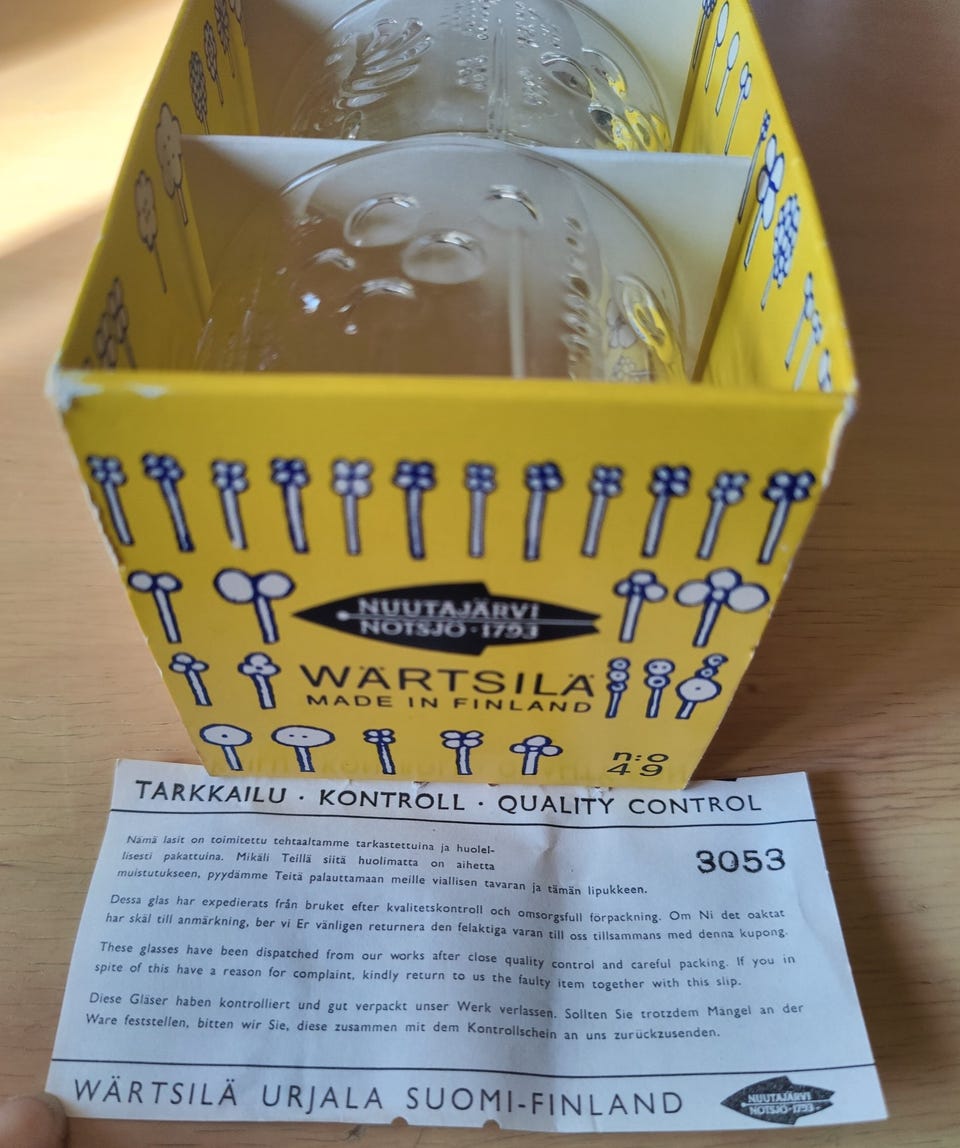 NUUTAJÄRVI
NOTSJÖ · 1793
WÄRTSILÄ
MADE IN FINLAND
n:o
49
TARKKAILU · KONTROLL · QUALITY CONTROL
3053
Nämä lasit on toimitettu tehtaaltamme tarkastettuina ja huolel-
lisesti pakattuina. Mikäli Teillä siitä huolimatta on aihetta
muistutukseen, pyydämme Teitä palauttamaan meille viallisen tavaran ja tämän lipukkeen.
Dessa glas har expedierats från bruket efter kvalitetskontroll och omsorgsfull förpackning. Om Ni det oaktat
har skäl till anmärkning, ber vi Er vänligen returnera den felaktiga varan till oss tillsammans med denna kupong.
These glasses have been dispatched from our works after close quality control and careful packing. If you in
spite of this have a reason for complaint, kindly return to us the faulty item together with this slip.
Diese Gläser haben kontrolliert und gut verpackt unser Werk verlassen. Sollten Sie trotzdem Mängel an der
Ware feststellen, bitten wir Sie, diese zusammen mit dem Kontrollschein an uns zurückzusenden.
WÄRTSILÄ URJALA SUOMI-FINLAND
NUUTAJÄRVI
NOTSJÖ · 1793